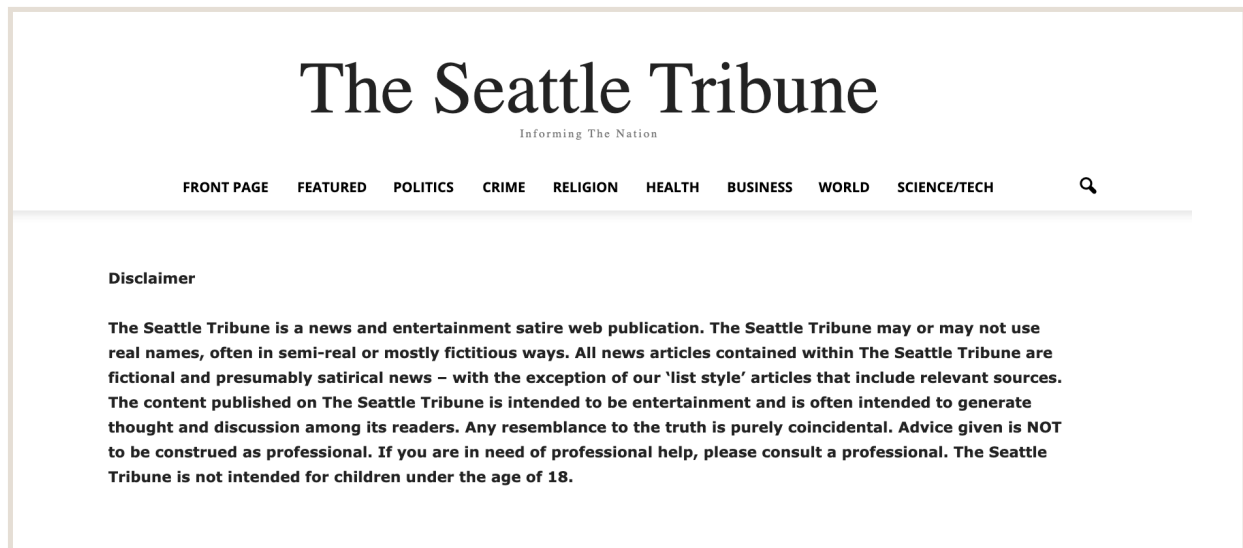 The Seattle Tribune
Informing The Nation
FRONT PAGE FEATURED POLITICS CRIME RELIGION HEALTH BUSINESS WORLD SCIENCE/TECH
Disclaimer
The Seattle Tribune is a news and entertainment satire web publication. The Seattle Tribune may or may not use
real names, often in semi-real or mostly fictitious ways. All news articles contained within The Seattle Tribune are
fictional and presumably satirical news – with the exception of our ‘list style’ articles that include relevant sources.
The content published on The Seattle Tribune is intended to be entertainment and is often intended to generate
thought and discussion among its readers. Any resemblance to the truth is purely coincidental. Advice given is NOT
to be construed as professional. If you are in need of professional help, please consult a professional. The Seattle
Tribune is not intended for children under the age of 18.